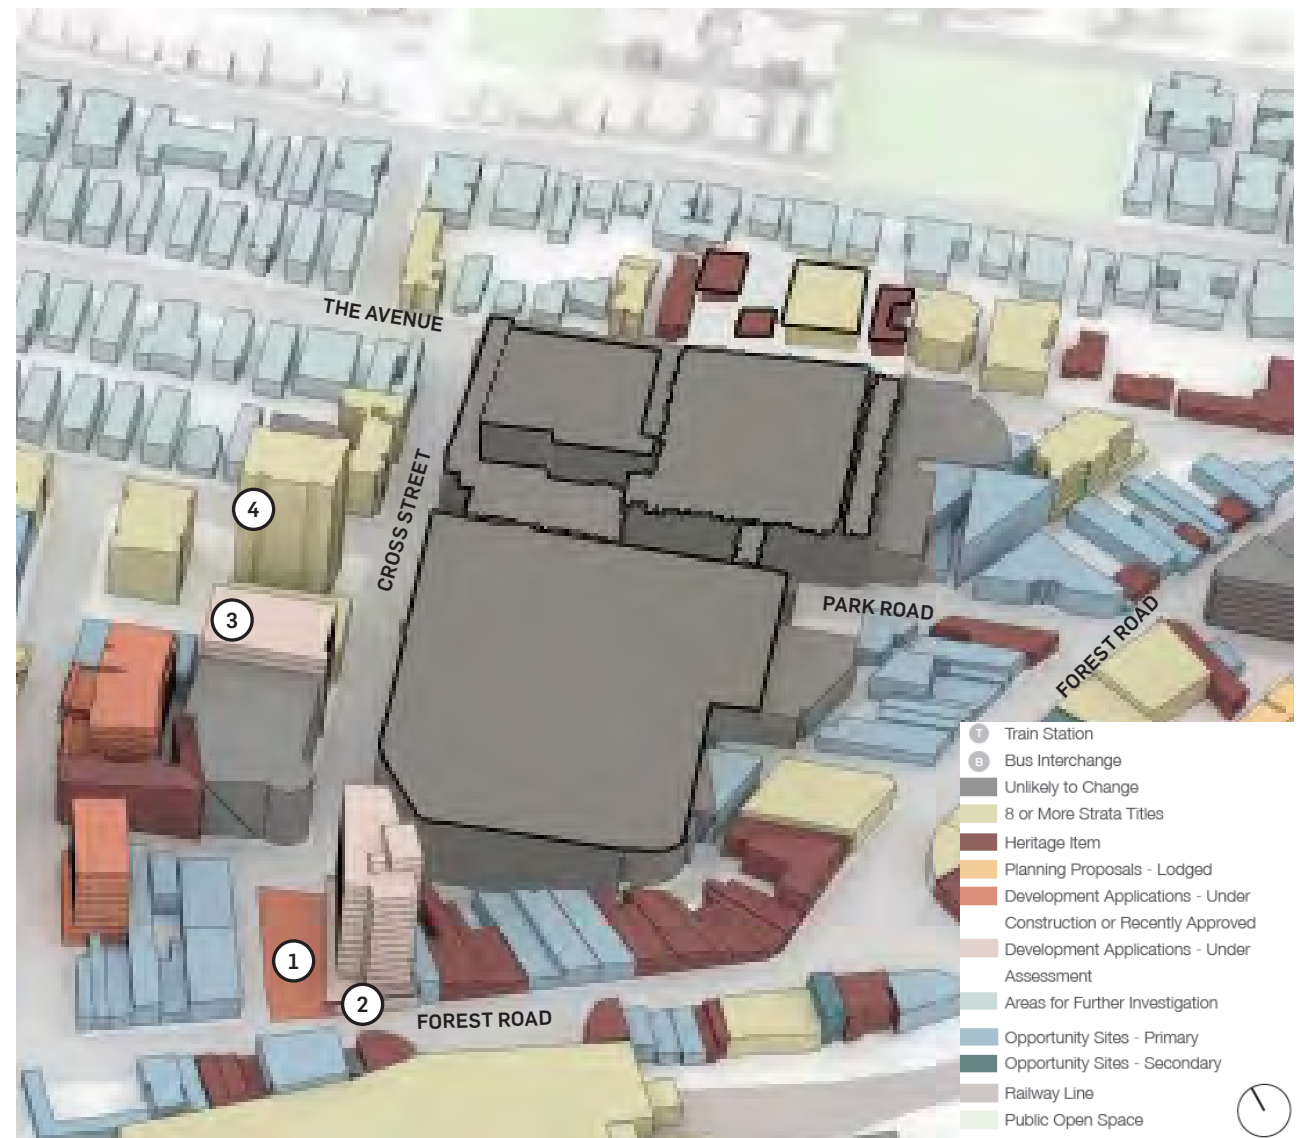 THE AVENUE
CROSS STREET
4
3
PARK ROAD
FOREST ROAD
1
2
FOREST ROAD
T Train Station
B Bus Interchange
Unlikely to Change
8 or More Strata Titles
Heritage Item
Planning Proposals - Lodged
Development Applications - Under
Construction or Recently Approved
Development Applications - Under
Assessment
Areas for Further Investigation
Opportunity Sites - Primary
Opportunity Sites - Secondary
Railway Line
Public Open Space